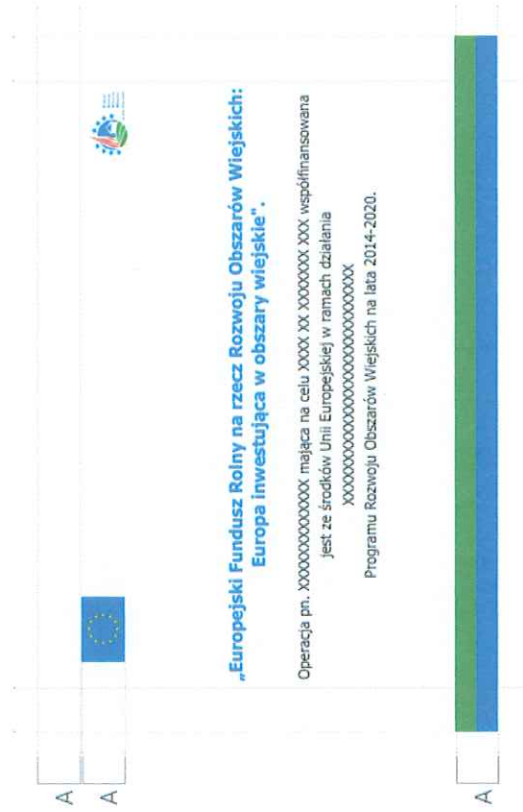 A
A
„Europejski Fundusz Rolny na rzecz Rozwoju Obszarów Wiejskich:
Europa inwestująca w obszary wiejskie".
Operacja pn. XXXXXXXXXXXXX mająca na celu XXXX XX XXXXXXX XXX współfinansowana
jest ze środków Unii Europejskiej w ramach działania
XXXXXXXXXXXXXXXXXXXXXXXXXXXXXX
Programu Rozwoju Obszarów Wiejskich na lata 2014-2020.
A